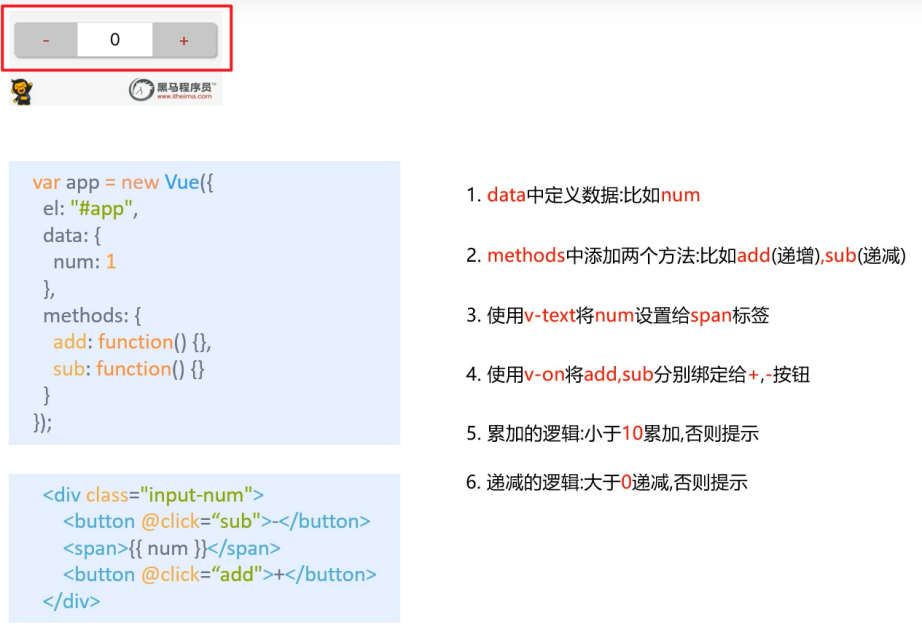 - 0 +
黑马程序员™
www.itheima.com
var app = new Vue({
el: "#app",
data: {
num: 1
},
methods: {
add: function() {},
sub: function() {}
}
});
<div class="input-num">
<button @click=“sub">-</button>
<span>{{ num }}</span>
<button @click=“add">+</button>
</div>
1. data中定义数据:比如num
2. methods中添加两个方法:比如add(递增),sub(递减)
3. 使用v-text将num设置给span标签
4. 使用v-on将add,sub分别绑定给+,-按钮
5. 累加的逻辑:小于10累加,否则提示
6. 递减的逻辑:大于0递减,否则提示